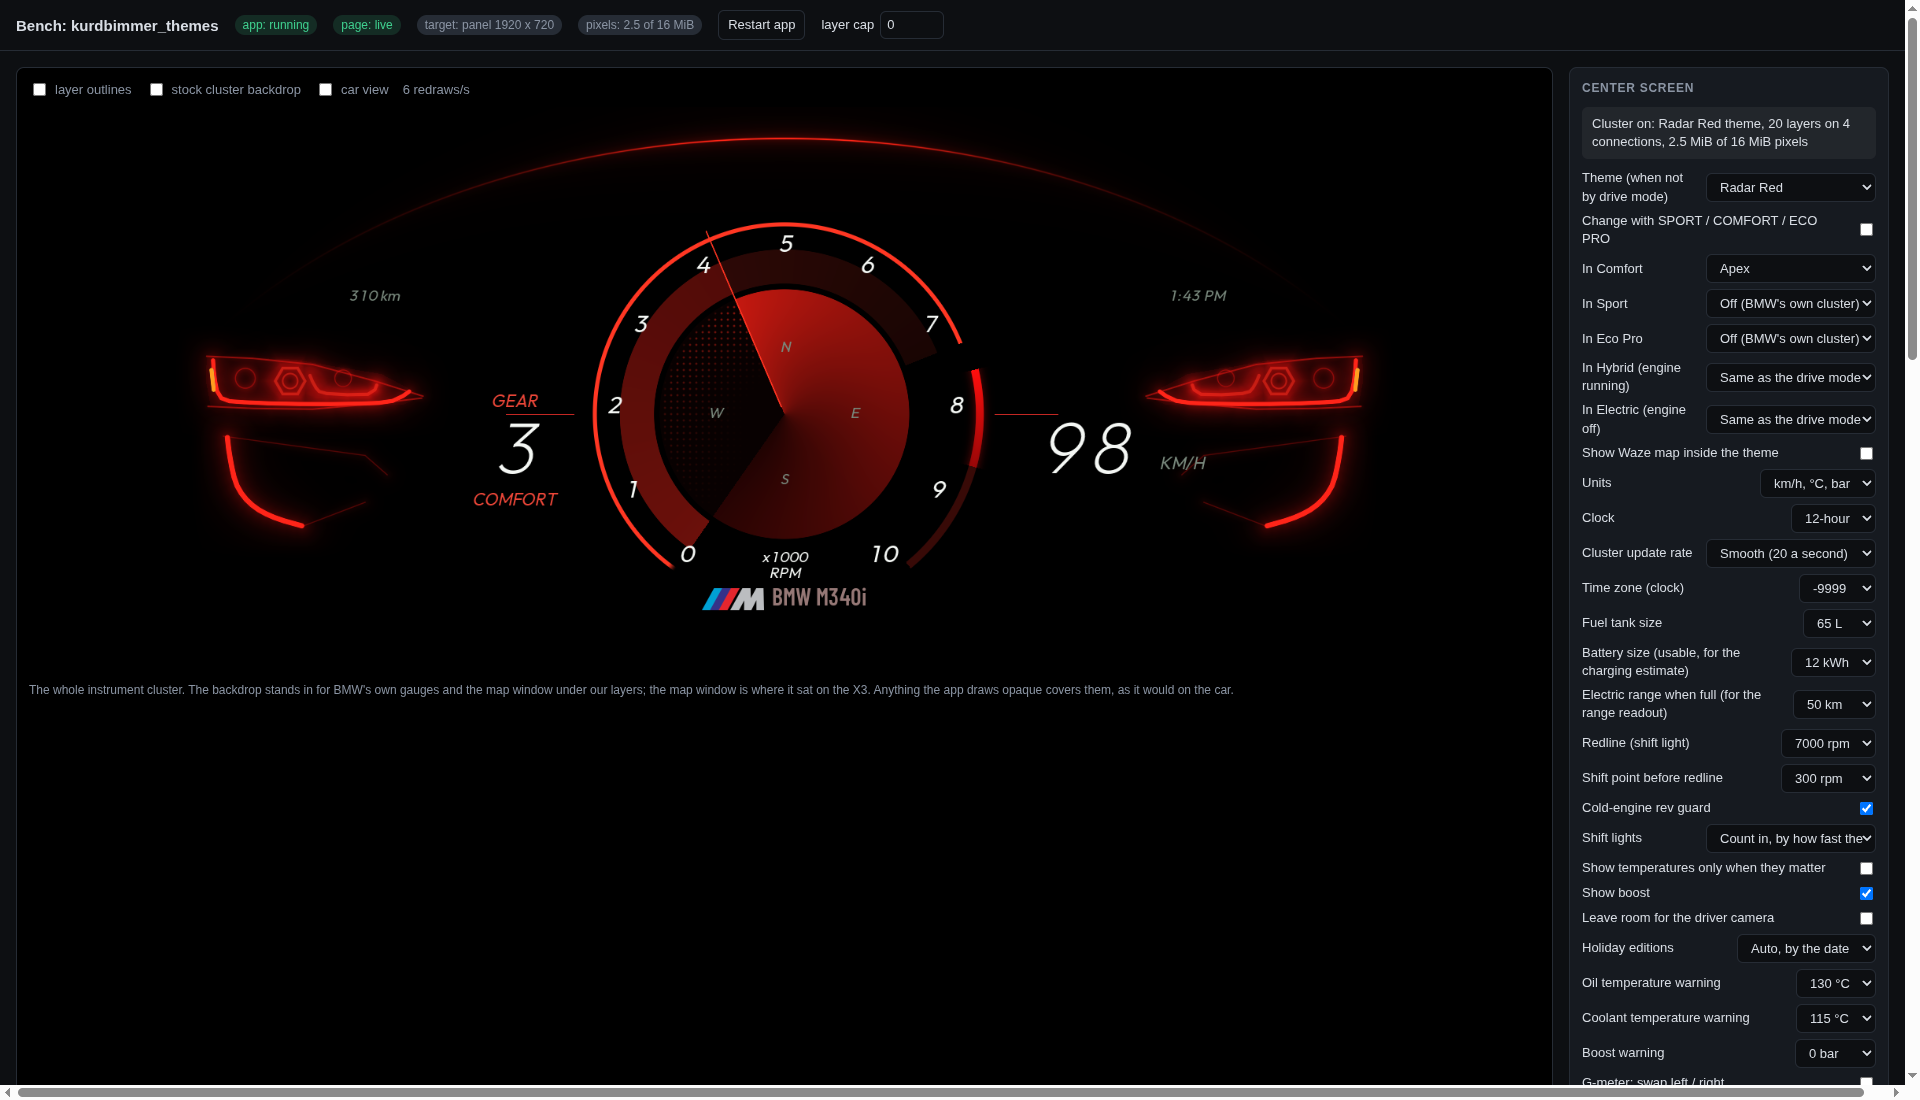 Bench: kurdbimmer_themes
app: running
page: live
target: panel 1920 x 720
pixels: 2.5 of 16 MiB
Restart app
layer cap
0
layer outlines
stock cluster backdrop
car view
6 redraws/s
310 km
1:43 PM
GEAR
3
COMFORT
0
1
2
3
4
5
6
7
8
9
10
N
W
E
S
x1000
RPM
BMW M340i
98
KM/H
The whole instrument cluster. The backdrop stands in for BMW's own gauges and the map window under our layers; the map window is where it sat on the X3. Anything the app draws opaque covers them, as it would on the car.
CENTER SCREEN
Cluster on: Radar Red theme, 20 layers on 4
connections, 2.5 MiB of 16 MiB pixels
Theme (when not
by drive mode)
Radar Red
Change with SPORT / COMFORT / ECO
PRO
In Comfort
Apex
In Sport
Off (BMW's own cluster)
In Eco Pro
Off (BMW's own cluster)
In Hybrid (engine
running)
Same as the drive mode
In Electric (engine
off)
Same as the drive mode
Show Waze map inside the theme
Units
km/h, °C, bar
Clock
12-hour
Cluster update rate
Smooth (20 a second)
Time zone (clock)
-9999
Fuel tank size
65 L
Battery size (usable, for the
charging estimate)
12 kWh
Electric range when full (for the
range readout)
50 km
Redline (shift light)
7000 rpm
Shift point before redline
300 rpm
Cold-engine rev guard
Shift lights
Count in, by how fast the
Show temperatures only when they matter
Show boost
Leave room for the driver camera
Holiday editions
Auto, by the date
Oil temperature warning
130 °C
Coolant temperature warning
115 °C
Boost warning
0 bar
G-meter: swap left / right